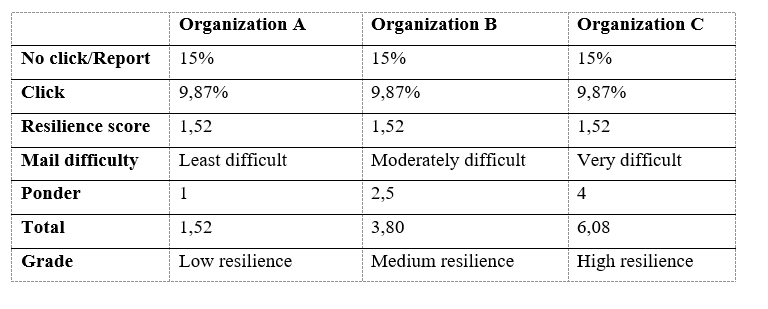 Organization A Organization B Organization C
No click/Report 15% 15% 15%
Click 9,87% 9,87% 9,87%
Resilience score 1,52 1,52 1,52
Mail difficulty Least difficult Moderately difficult Very difficult
Ponder 1 2,5 4
Total 1,52 3,80 6,08
Grade Low resilience Medium resilience High resilience